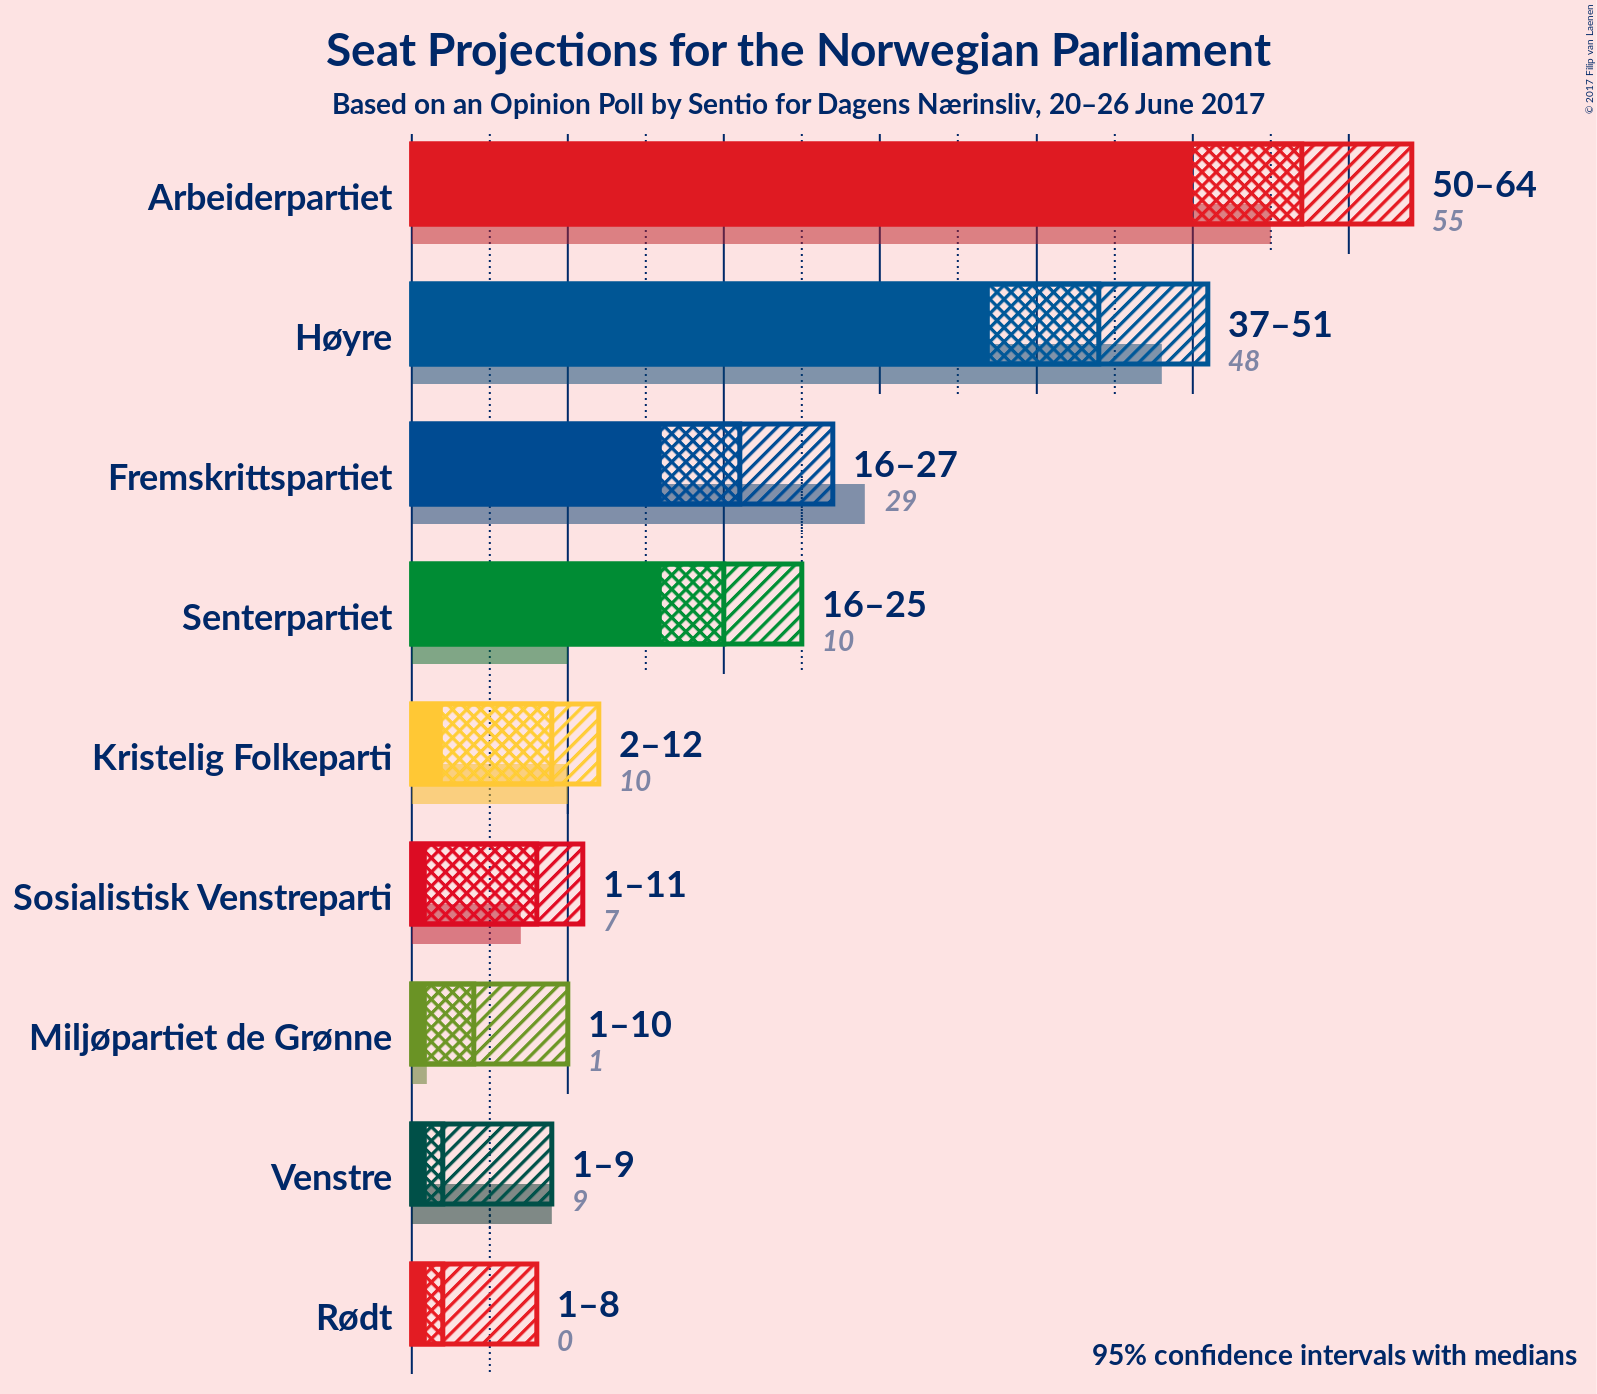 Seat Projections for the Norwegian Parliament
Based on an Opinion Poll by Sentio for Dagens Nærinsliv, 20–26 June 2017
© 2017 Filip van Laenen
Arbeiderpartiet
50–64
55
Høyre
37–51
48
Fremskrittspartiet
16–27
29
Senterpartiet
16–25
10
Kristelig Folkeparti
2–12
10
Sosialistisk Venstreparti
1–11
7
Miljøpartiet de Grønne
1–10
1
Venstre
1–9
9
Rødt
1–8
0
95% confidence intervals with medians